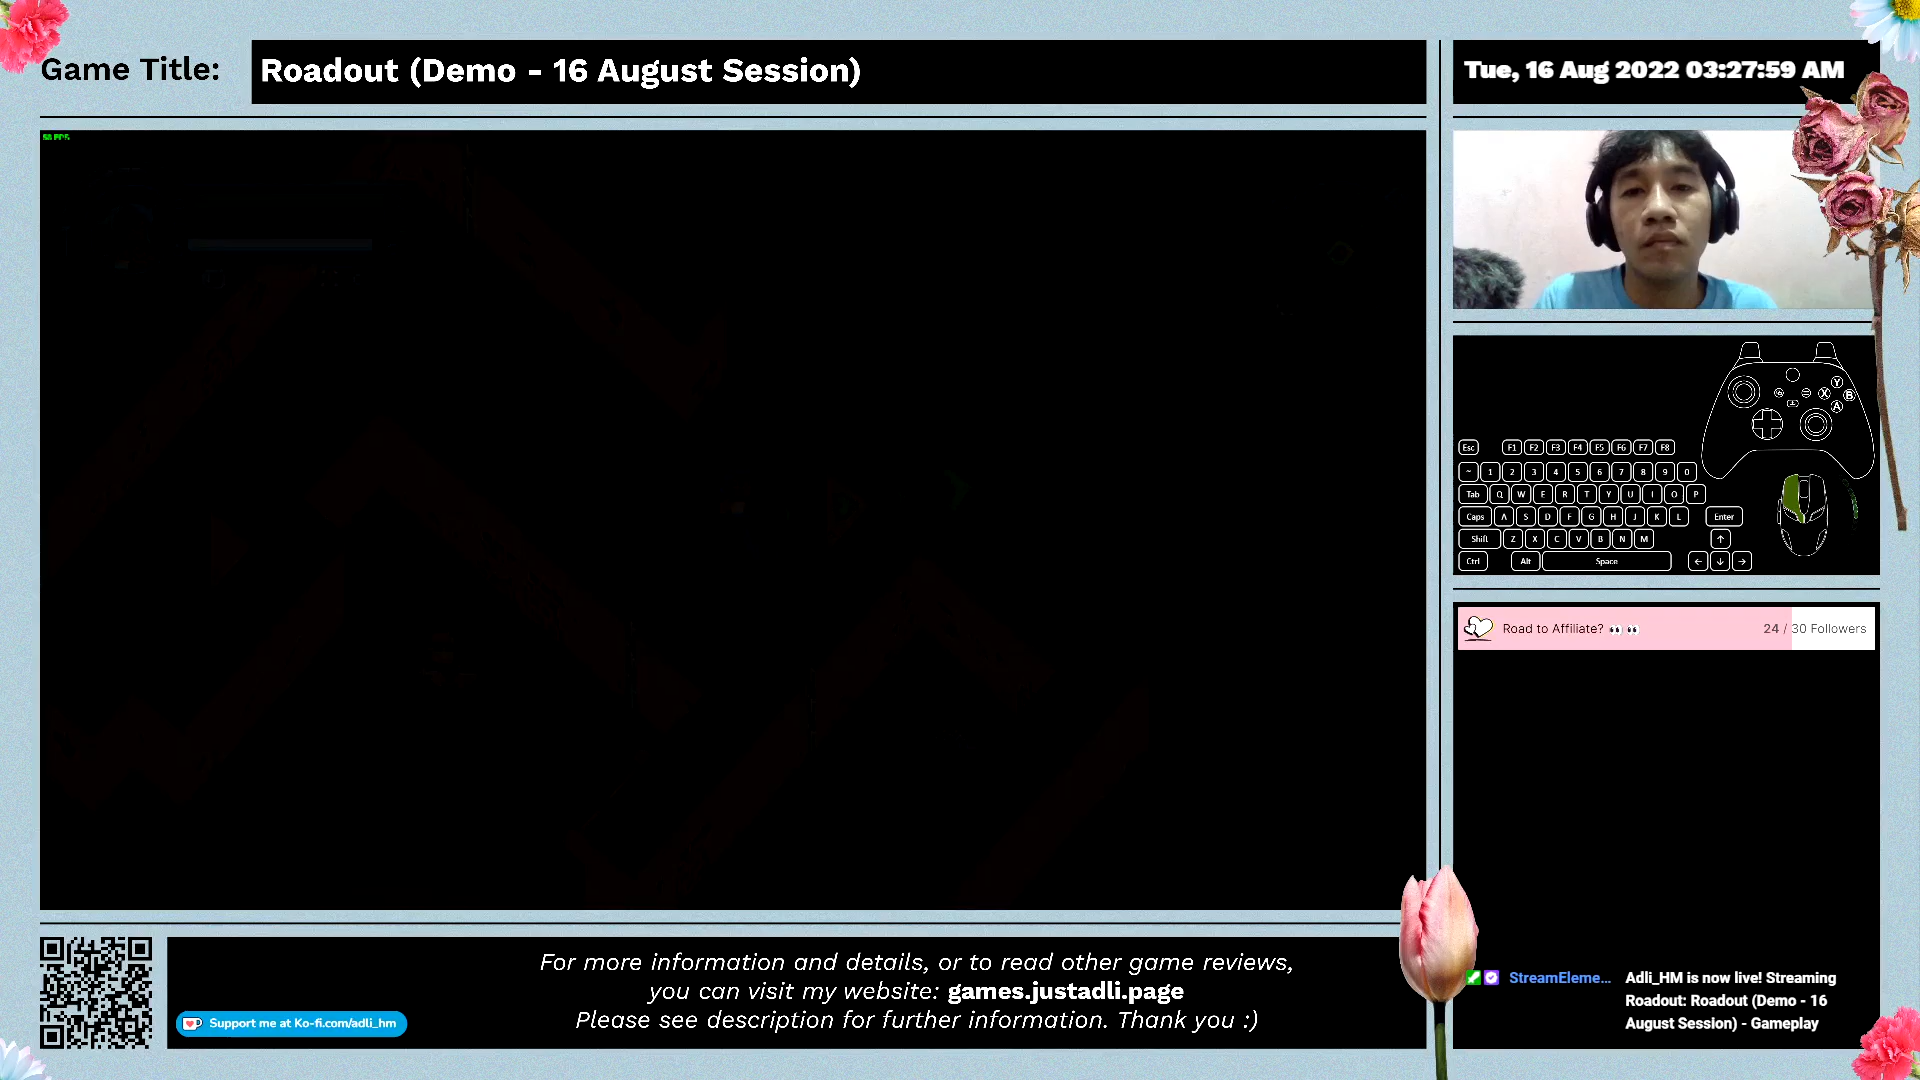 Game Title:
Roadout (Demo - 16 August Session)
Tue, 16 Aug 2022 03:27:59 AM
58 FPS
Y
X B
A
Esc F1 F2 F3 F4 F5 F6 F7 F8
~ 1 2 3 4 5 6 7 8 9 0
Tab Q W E R T Y U I O P
Caps A S D F G H J K L Enter
Shift Z X C V B N M ↑
Ctrl Alt Space ← ↓ →
Road to Affiliate? 👀 👀 24 / 30 Followers
StreamEleme... Adli_HM is now live! Streaming
Roadout: Roadout (Demo - 16
August Session) - Gameplay
For more information and details, or to read other game reviews,
you can visit my website: games.justadli.page
Please see description for further information. Thank you :)
Support me at Ko-fi.com/adli_hm